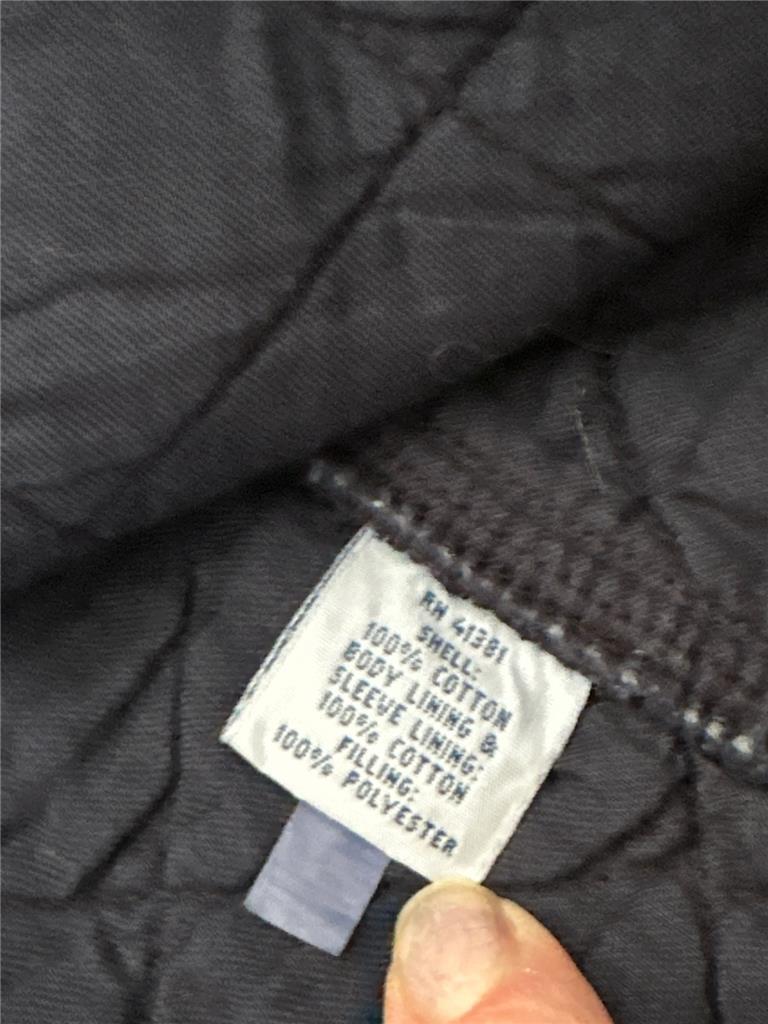 RN 41381
SHELL:
100% COTTON
BODY LINING &
SLEEVE LINING:
100% COTTON
FILLING:
100% POLYESTER